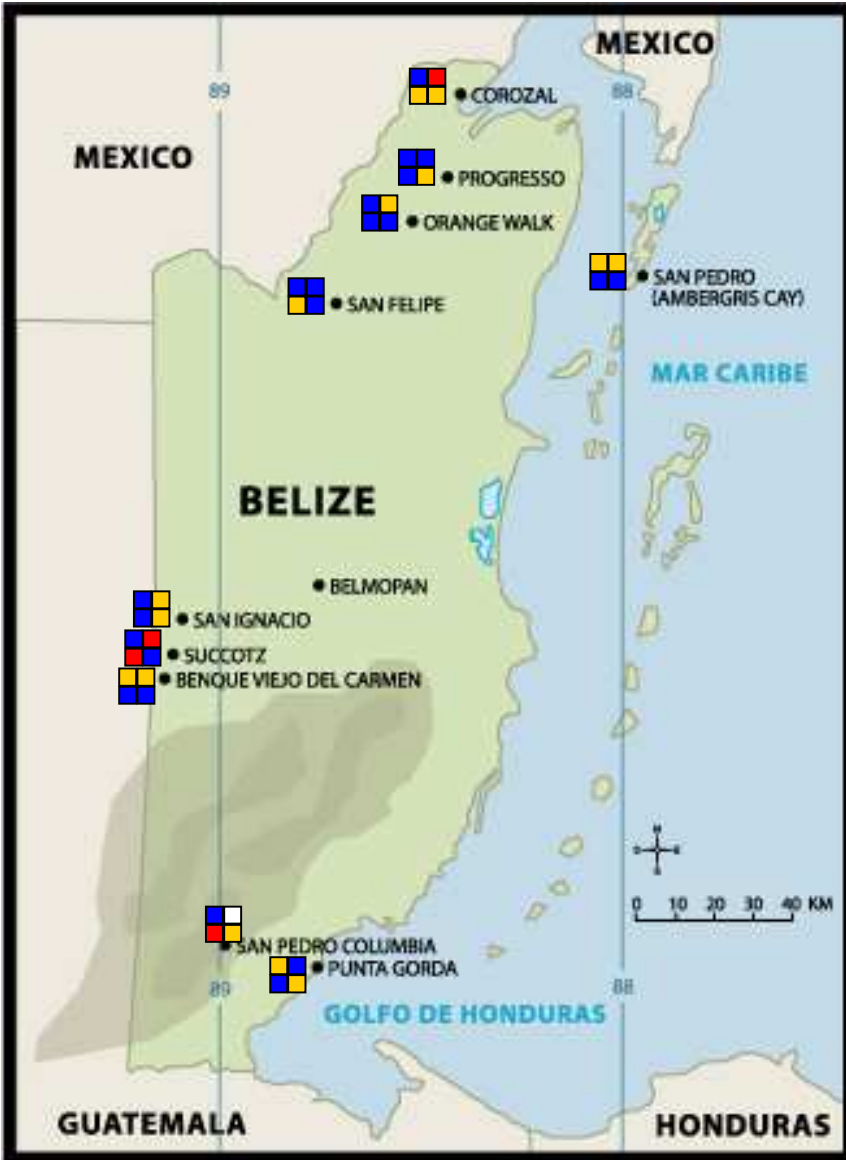 MEXICO
89
88
COROZAL
MEXICO
PROGRESSO
ORANGE WALK
SAN PEDRO
(AMBERGRIS CAY)
SAN FELIPE
MAR CARIBE
BELIZE
BELMOPAN
SAN IGNACIO
SUCCOTZ
BENQUE VIEJO DEL CARMEN
0 10 20 30 40 KM
SAN PEDRO COLUMBIA
PUNTA GORDA
89
88
GOLFO DE HONDURAS
GUATEMALA
HONDURAS